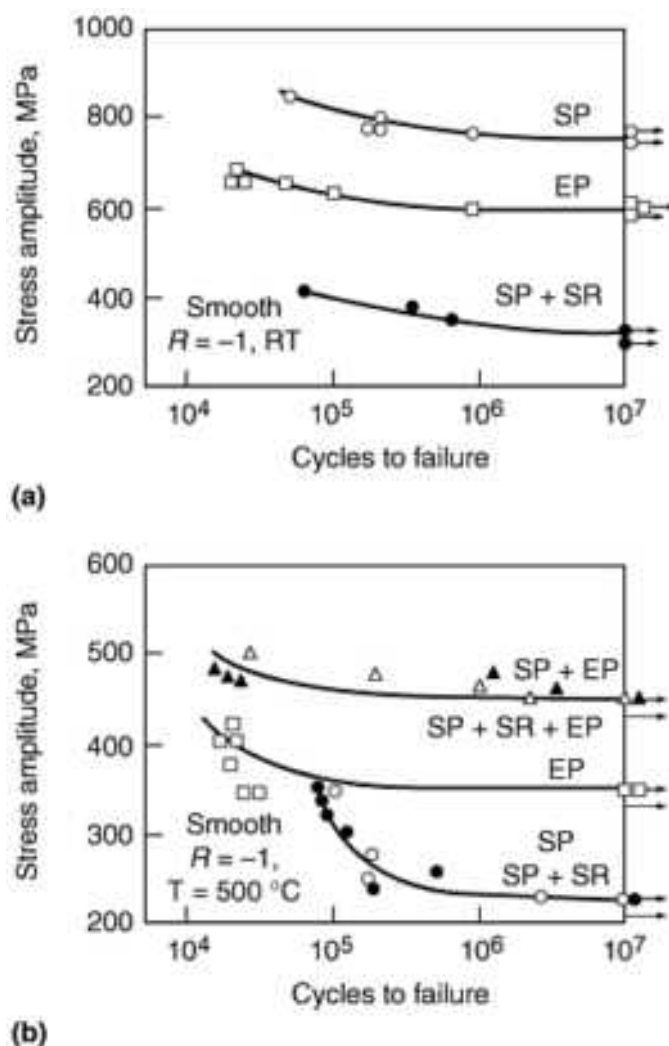 1000
800
600
400
200
Stress amplitude, MPa
SP
EP
SP + SR
Smooth
R = −1, RT
10⁴
10⁵
10⁶
10⁷
Cycles to failure
(a)
600
500
400
300
200
Stress amplitude, MPa
SP + EP
SP + SR + EP
EP
SP
SP + SR
Smooth
R = −1,
T = 500 °C
10⁴
10⁵
10⁶
10⁷
Cycles to failure
(b)